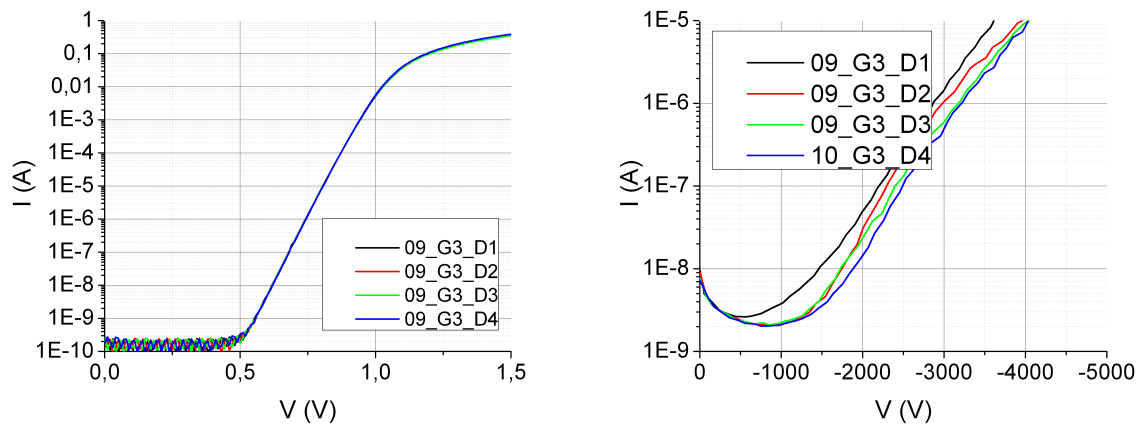 1
0,1
0,01
1E-3
1E-4
1E-5
1E-6
1E-7
1E-8
1E-9
1E-10
I (A)
0,0
0,5
1,0
1,5
V (V)
09_G3_D1
09_G3_D2
09_G3_D3
09_G3_D4
1E-5
1E-6
1E-7
1E-8
1E-9
I (A)
0
-1000
-2000
-3000
-4000
-5000
V (V)
09_G3_D1
09_G3_D2
09_G3_D3
10_G3_D4